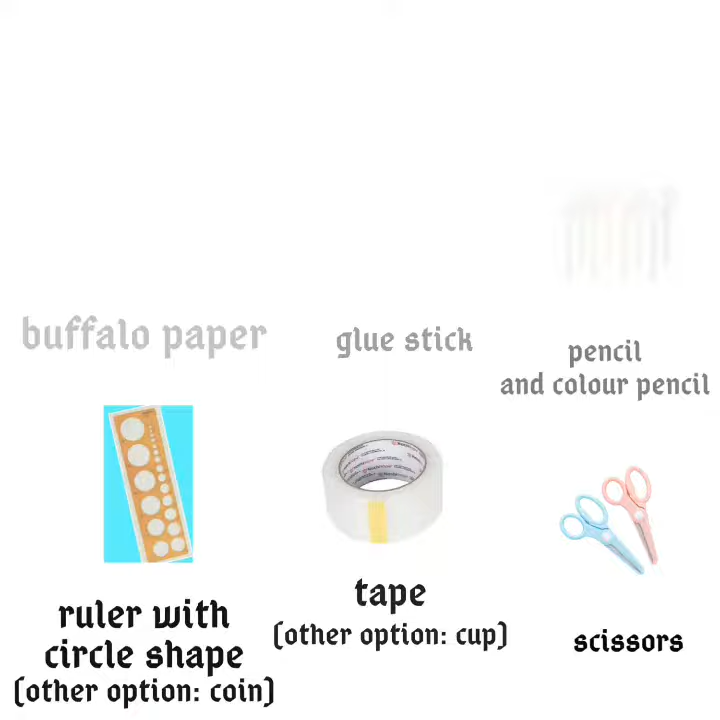 buffalo paper
glue stick
pencil
and colour pencil
ruler with
circle shape
(other option: coin)
tape
(other option: cup)
scissors